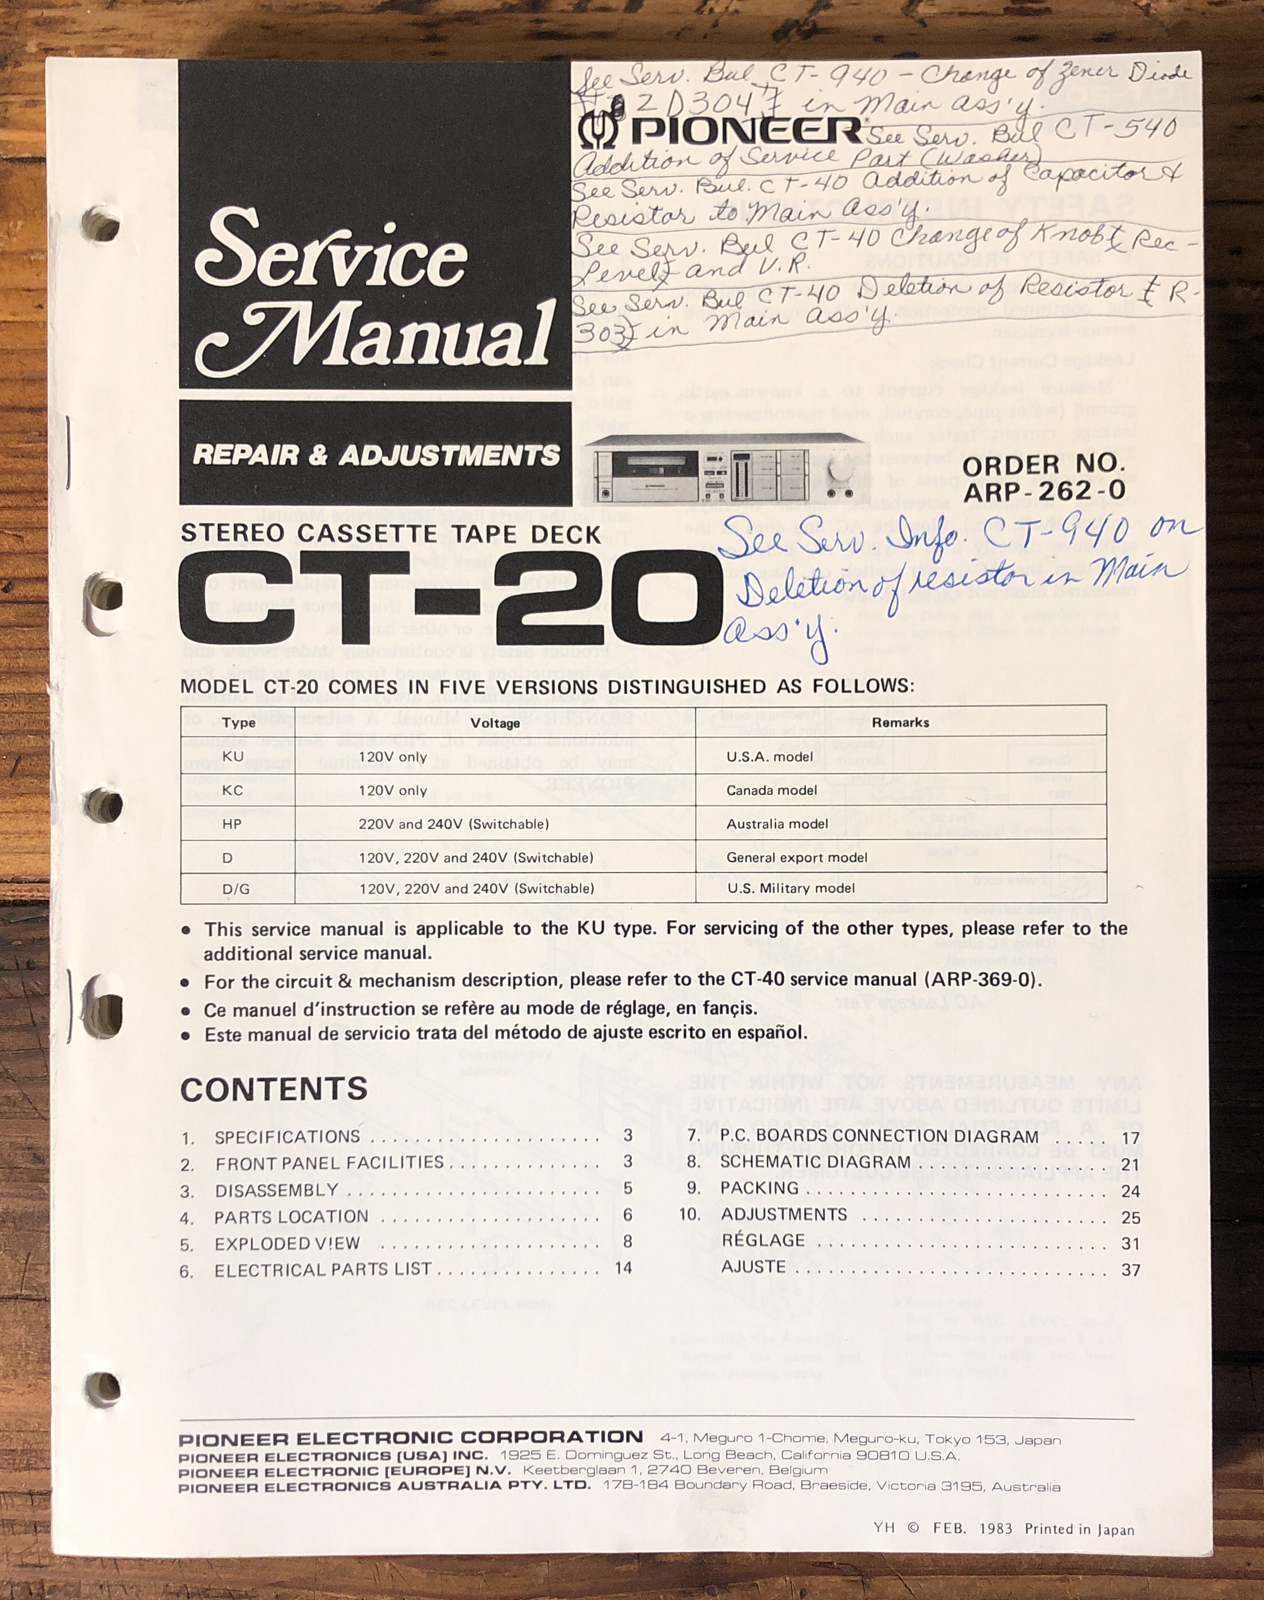 See Serv. Bul CT-940 - Change of Zener Diode
2D304 in Main ass'y.
PIONEER See Serv. Bul CT-540
Addition of Service Part (Washer)
See Serv. Bul. CT-40 Addition of Capacitor &
Resistor to Main Ass'y.
See Serv. Bul CT-40 Change of Knob { Rec -
Level} and V.R.
See Serv. Bul CT-40 Deletion of Resistor { R-
303} in Main Ass'y.
Service
Manual
REPAIR & ADJUSTMENTS
ORDER NO.
ARP-262-0
STEREO CASSETTE TAPE DECK
CT-20
See Serv. Info. CT-940 on
Deletion of resistor in Main
Ass'y.
MODEL CT-20 COMES IN FIVE VERSIONS DISTINGUISHED AS FOLLOWS:
Type Voltage Remarks
KU 120V only U.S.A. model
KC 120V only Canada model
HP 220V and 240V (Switchable) Australia model
D 120V, 220V and 240V (Switchable) General export model
D/G 120V, 220V and 240V (Switchable) U.S. Military model
• This service manual is applicable to the KU type. For servicing of the other types, please refer to the
additional service manual.
• For the circuit & mechanism description, please refer to the CT-40 service manual (ARP-369-0).
• Ce manuel d'instruction se refère au mode de réglage, en fançis.
• Este manual de servicio trata del método de ajuste escrito en español.
CONTENTS
1. SPECIFICATIONS ...................... 3
2. FRONT PANEL FACILITIES ............... 3
3. DISASSEMBLY ......................... 5
4. PARTS LOCATION ..................... 6
5. EXPLODED V!EW ..................... 8
6. ELECTRICAL PARTS LIST ................ 14
7. P.C. BOARDS CONNECTION DIAGRAM ..... 17
8. SCHEMATIC DIAGRAM .................. 21
9. PACKING ............................. 24
10. ADJUSTMENTS ........................ 25
RÉGLAGE ............................ 31
AJUSTE .............................. 37
PIONEER ELECTRONIC CORPORATION 4-1, Meguro 1-Chome, Meguro-ku, Tokyo 153, Japan
PIONEER ELECTRONICS [USA] INC. 1925 E. Dominguez St., Long Beach, California 90810 U.S.A.
PIONEER ELECTRONIC [EUROPE] N.V. Keetberglaan 1, 2740 Beveren, Belgium
PIONEER ELECTRONICS AUSTRALIA PTY. LTD. 178-184 Boundary Road, Braeside, Victoria 3195, Australia
YH © FEB. 1983 Printed in Japan